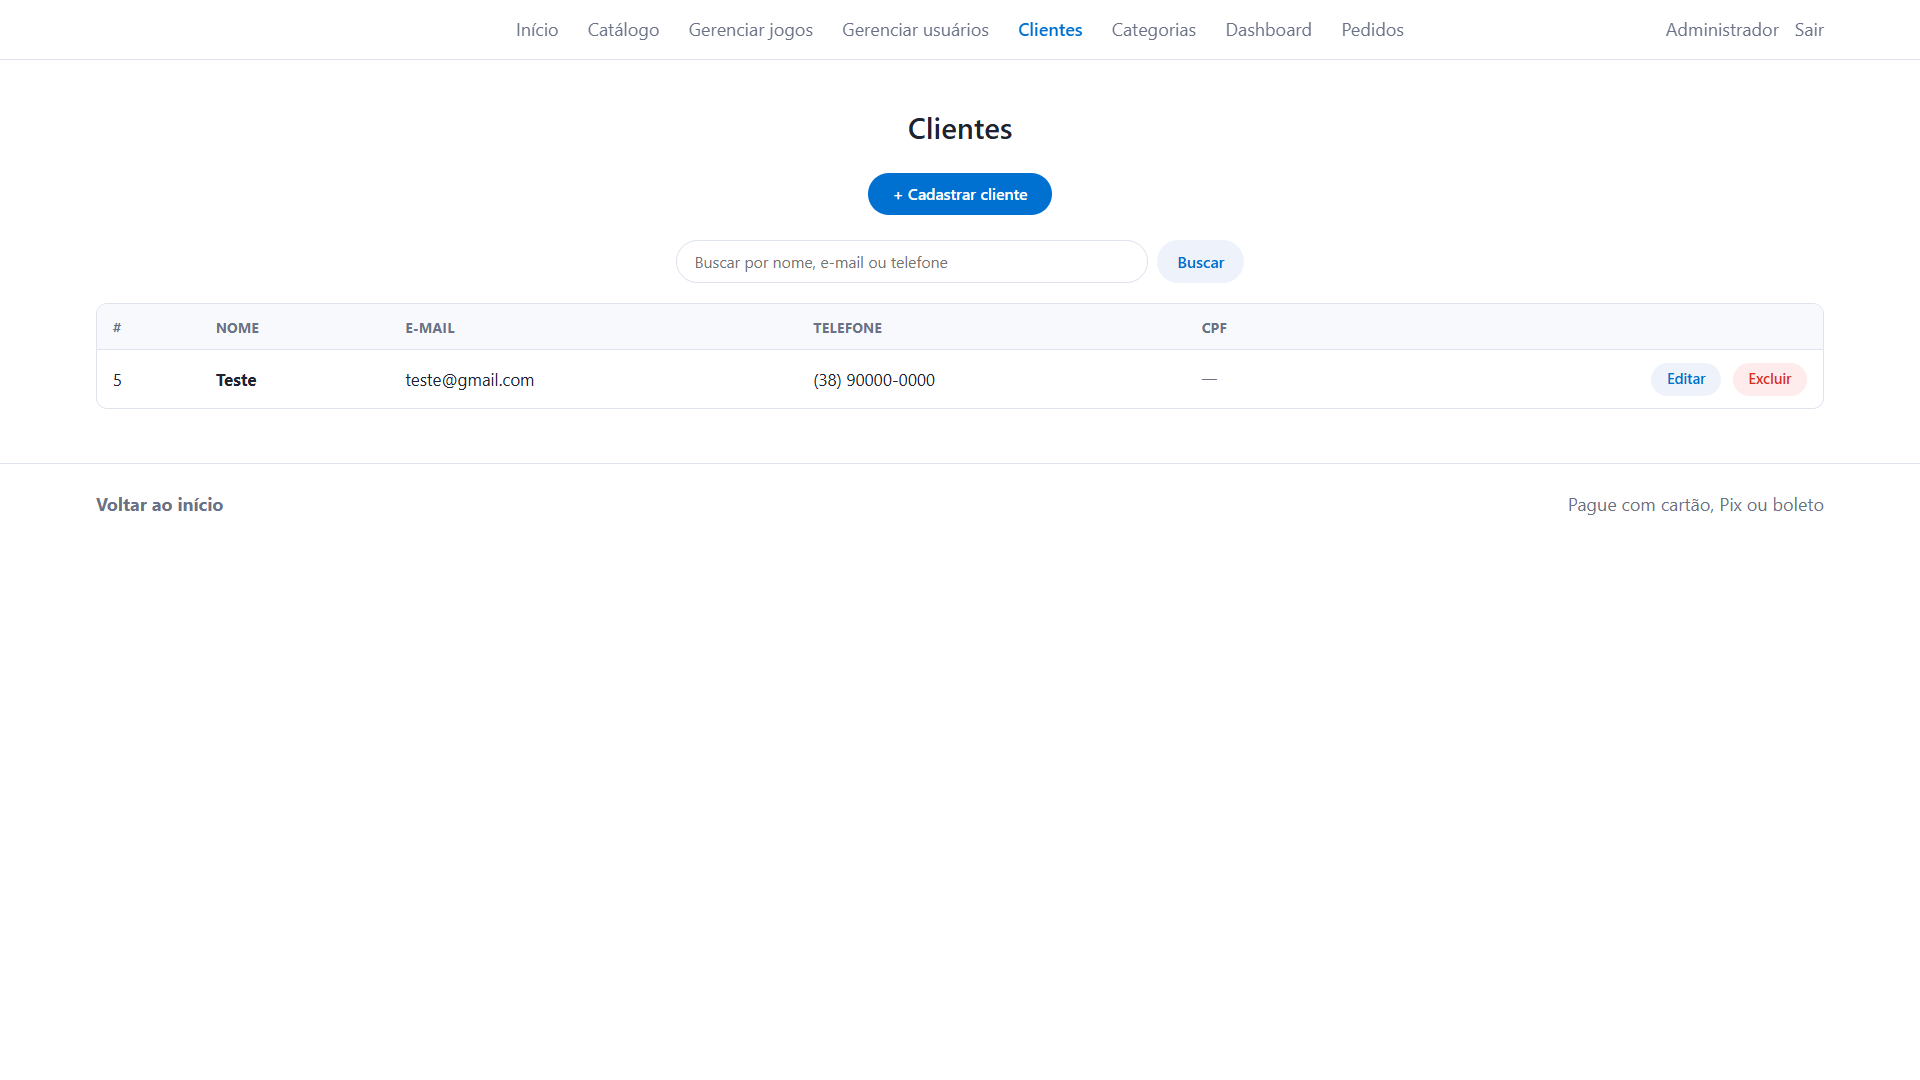 Início Catálogo Gerenciar jogos Gerenciar usuários Clientes Categorias Dashboard Pedidos Administrador Sair
Clientes
+ Cadastrar cliente
Buscar por nome, e-mail ou telefone Buscar
# NOME E-MAIL TELEFONE CPF
5 Teste teste@gmail.com (38) 90000-0000 — Editar Excluir
Voltar ao início Pague com cartão, Pix ou boleto